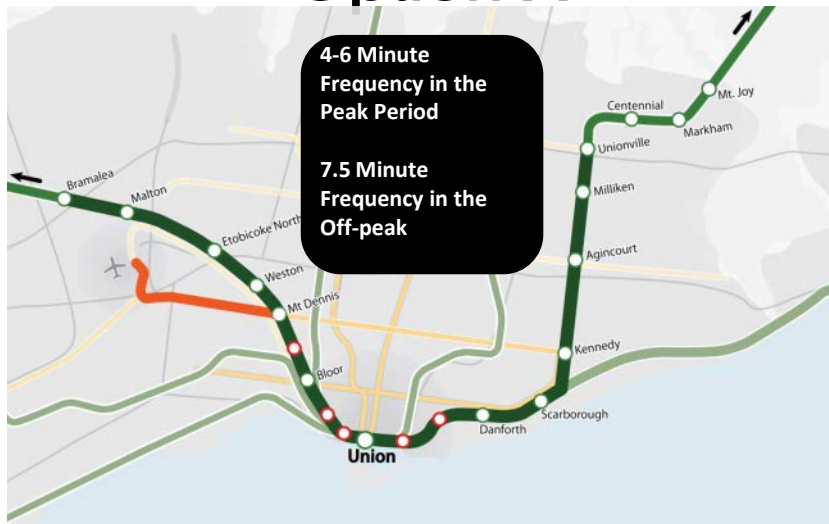 4-6 Minute
Frequency in the
Peak Period
7.5 Minute
Frequency in the
Off-peak
Mt. Joy
Centennial
Markham
Unionville
Bramalea
Malton
Milliken
Etobicoke North
Agincourt
Weston
Mt Dennis
Kennedy
Bloor
Scarborough
Danforth
Union